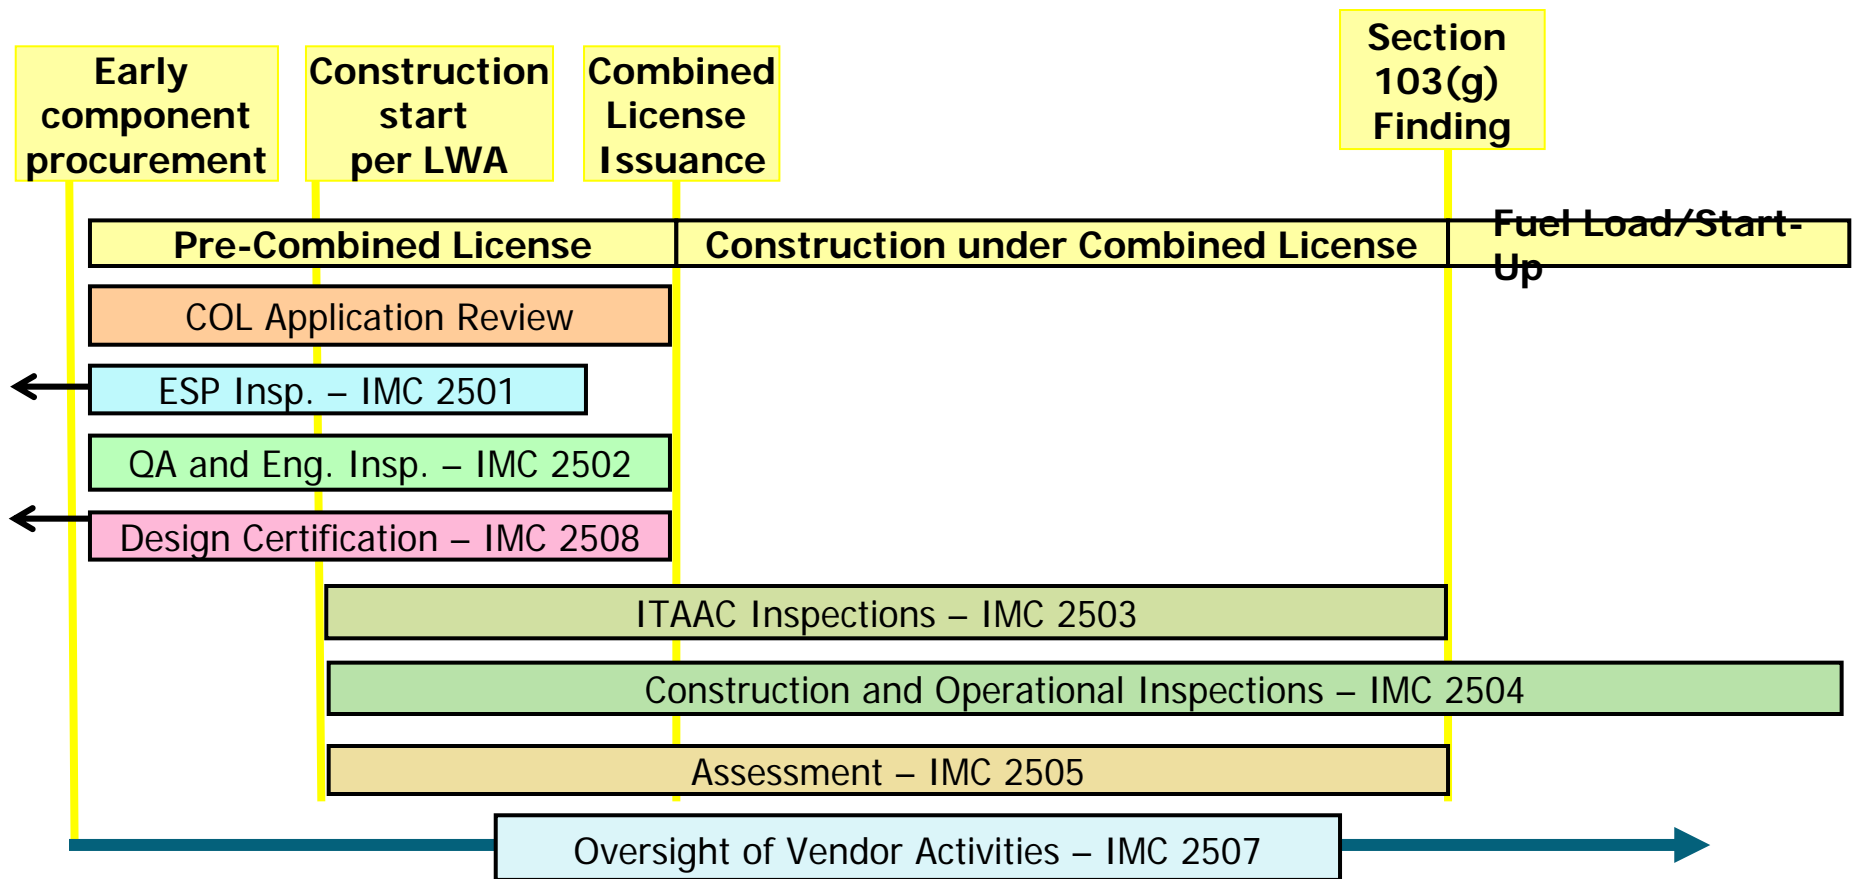 Early
component
procurement
Construction
start
per LWA
Combined
License
Issuance
Section
103(g)
Finding
Pre-Combined License
Construction under Combined License
Fuel Load/Start-
Up
COL Application Review
ESP Insp. – IMC 2501
QA and Eng. Insp. – IMC 2502
Design Certification – IMC 2508
ITAAC Inspections – IMC 2503
Construction and Operational Inspections – IMC 2504
Assessment – IMC 2505
Oversight of Vendor Activities – IMC 2507